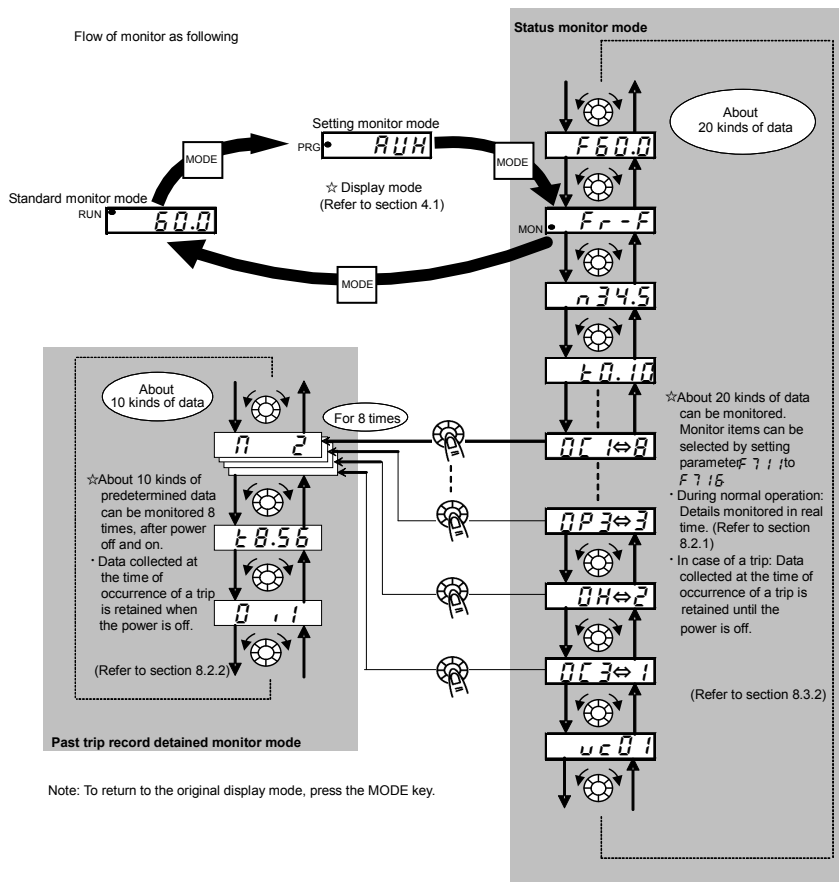 Flow of monitor as following
Status monitor mode
About
20 kinds of data
Setting monitor mode
PRG
AUH
MODE
MODE
☆ Display mode
(Refer to section 4.1)
Standard monitor mode
RUN
60.0
MODE
F60.0
MON
Fr-F
n34.5
t0.10
OC1⇔8
OP3⇔3
OH⇔2
OC3⇔1
uc01
☆About 20 kinds of data
can be monitored.
Monitor items can be
selected by setting
parameter F711 to
F716.
・During normal operation:
Details monitored in real
time. (Refer to section
8.2.1)
・In case of a trip: Data
collected at the time of
occurrence of a trip is
retained until the
power is off.
(Refer to section 8.3.2)
About
10 kinds of data
For 8 times
n 2
t8.56
0 i1
☆About 10 kinds of
predetermined data
can be monitored 8
times, after power
off and on.
・Data collected at
the time of
occurrence of a trip
is retained when
the power is off.
(Refer to section 8.2.2)
Past trip record detained monitor mode
Note: To return to the original display mode, press the MODE key.